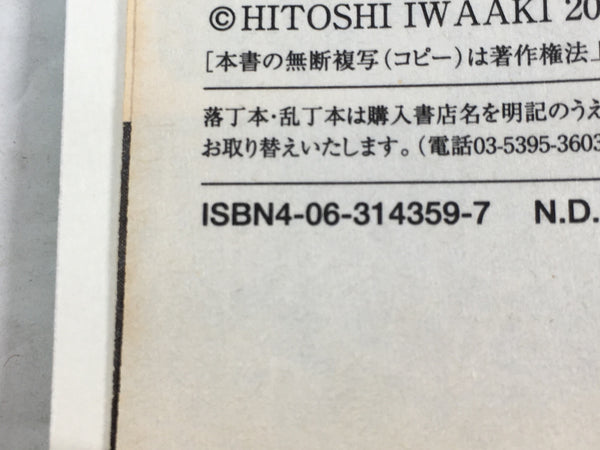 ©HITOSHI IWAAKI 20
[本書の無断複写(コピー)は著作権法上
落丁本・乱丁本は購入書店名を明記のうえ
お取り替えいたします。(電話03-5395-3603
ISBN4-06-314359-7 N.D.